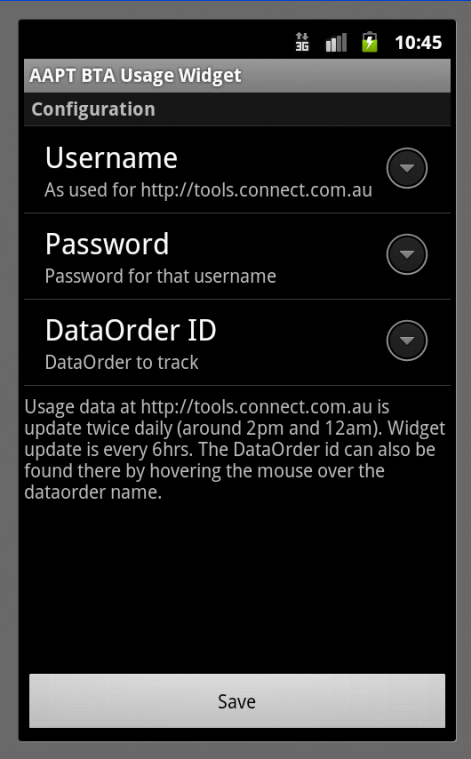 3G 10:45
AAPT BTA Usage Widget
Configuration
Username
As used for http://tools.connect.com.au
Password
Password for that username
DataOrder ID
DataOrder to track
Usage data at http://tools.connect.com.au is
update twice daily (around 2pm and 12am). Widget
update is every 6hrs. The DataOrder id can also be
found there by hovering the mouse over the
dataorder name.
Save